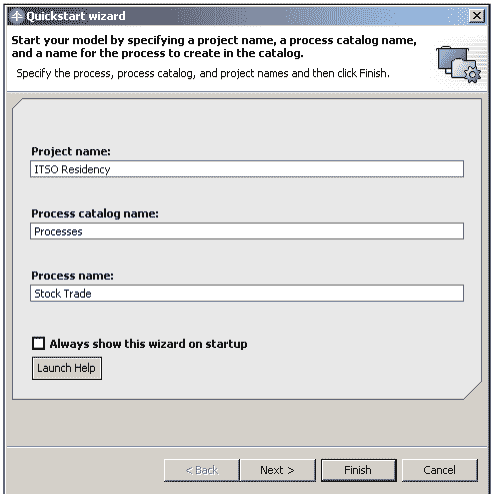 Quickstart wizard
Start your model by specifying a project name, a process catalog name,
and a name for the process to create in the catalog.
Specify the process, process catalog, and project names and then click Finish.
Project name:
ITSO Residency
Process catalog name:
Processes
Process name:
Stock Trade
Always show this wizard on startup
Launch Help
< Back
Next >
Finish
Cancel